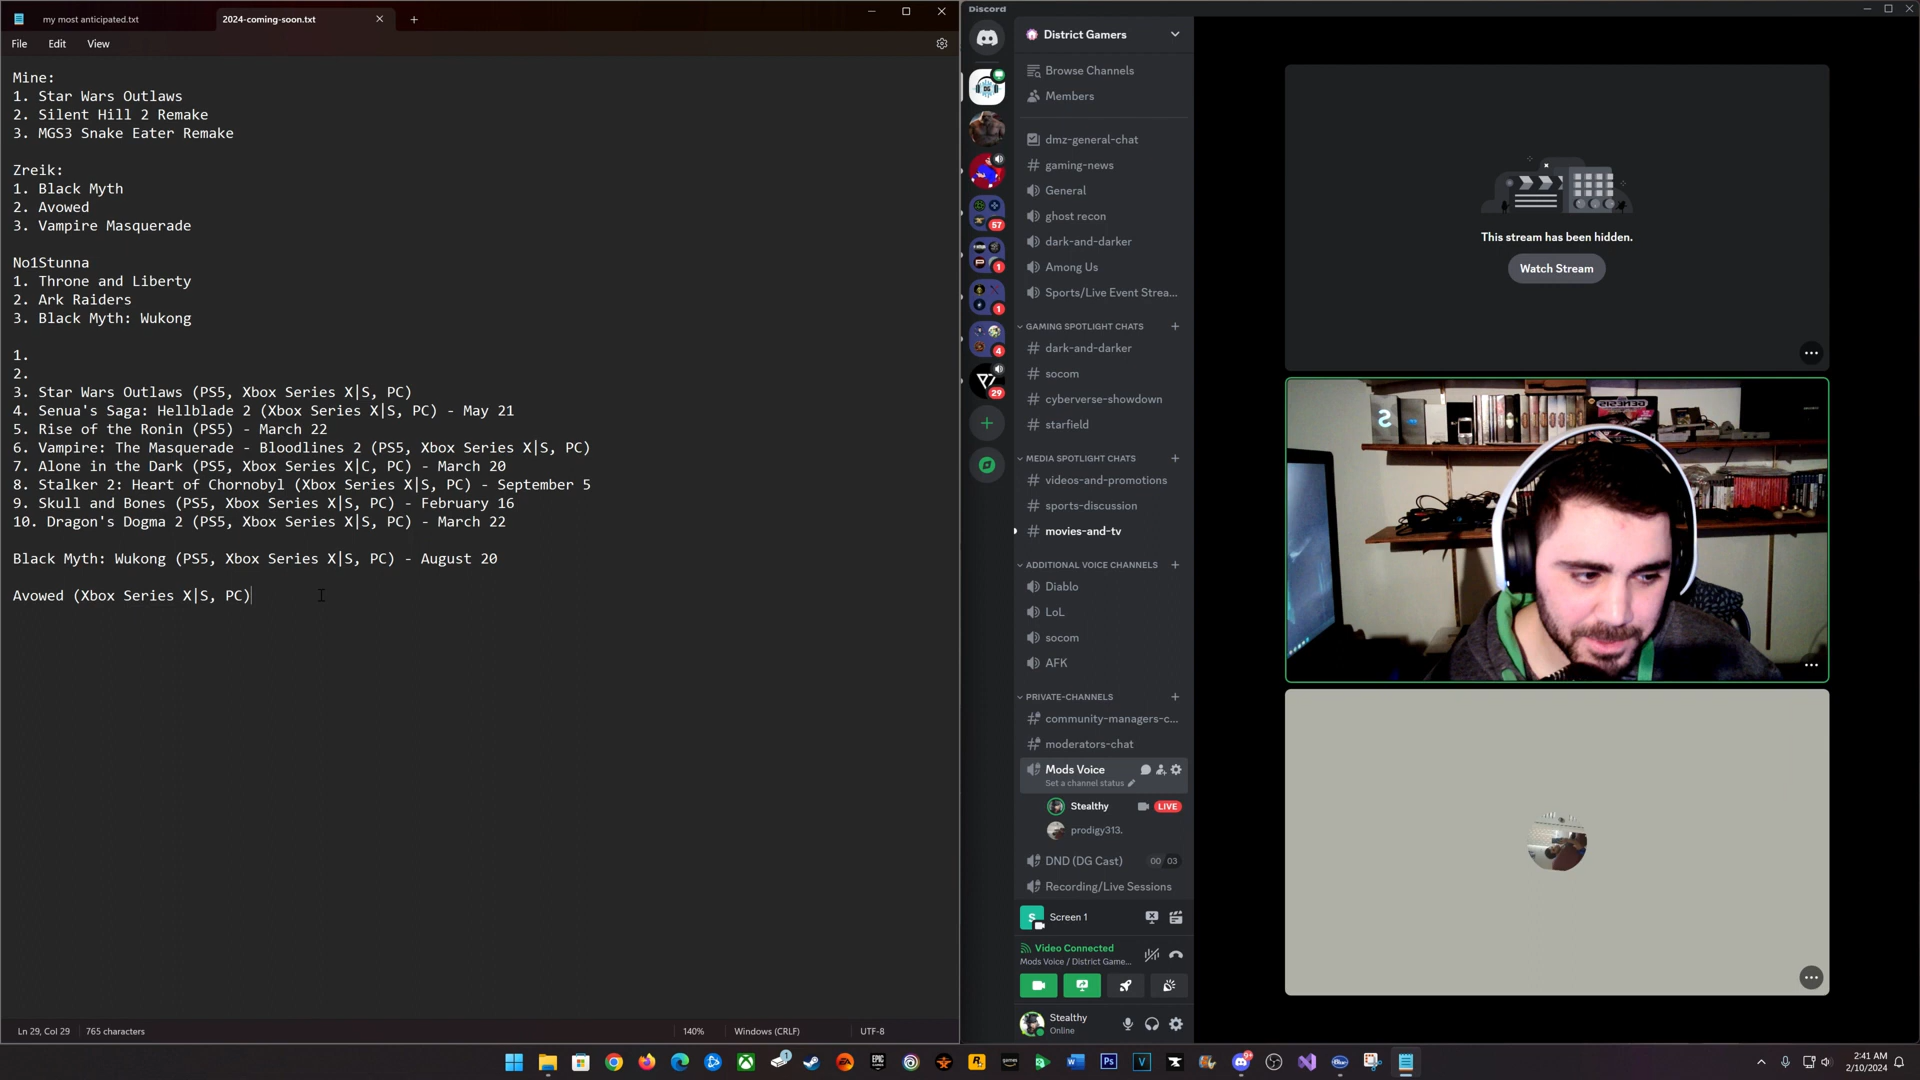 my most anticipated.txt
2024-coming-soon.txt
File Edit View
Mine:
1. Star Wars Outlaws
2. Silent Hill 2 Remake
3. MGS3 Snake Eater Remake
Zreik:
1. Black Myth
2. Avowed
3. Vampire Masquerade
No1Stunna
1. Throne and Liberty
2. Ark Raiders
3. Black Myth: Wukong
1.
2.
3. Star Wars Outlaws (PS5, Xbox Series X|S, PC)
4. Senua's Saga: Hellblade 2 (Xbox Series X|S, PC) - May 21
5. Rise of the Ronin (PS5) - March 22
6. Vampire: The Masquerade - Bloodlines 2 (PS5, Xbox Series X|S, PC)
7. Alone in the Dark (PS5, Xbox Series X|C, PC) - March 20
8. Stalker 2: Heart of Chornobyl (Xbox Series X|S, PC) - September 5
9. Skull and Bones (PS5, Xbox Series X|S, PC) - February 16
10. Dragon's Dogma 2 (PS5, Xbox Series X|S, PC) - March 22
Black Myth: Wukong (PS5, Xbox Series X|S, PC) - August 20
Avowed (Xbox Series X|S, PC)
Ln 29, Col 29 765 characters 140% Windows (CRLF) UTF-8
Discord
DG
57
1
1
4
29
District Gamers
Browse Channels
Members
dmz-general-chat
gaming-news
General
ghost recon
dark-and-darker
Among Us
Sports/Live Event Strea...
GAMING SPOTLIGHT CHATS
dark-and-darker
socom
cyberverse-showdown
starfield
MEDIA SPOTLIGHT CHATS
videos-and-promotions
sports-discussion
movies-and-tv
ADDITIONAL VOICE CHANNELS
Diablo
LoL
socom
AFK
PRIVATE-CHANNELS
community-managers-c...
moderators-chat
Mods Voice
Set a channel status
Stealthy LIVE
prodigy313.
DND (DG Cast) 00 03
Recording/Live Sessions
S Screen 1
Video Connected
Mods Voice / District Game...
Stealthy
Online
This stream has been hidden.
Watch Stream
GENESIS
2:41 AM
2/10/2024